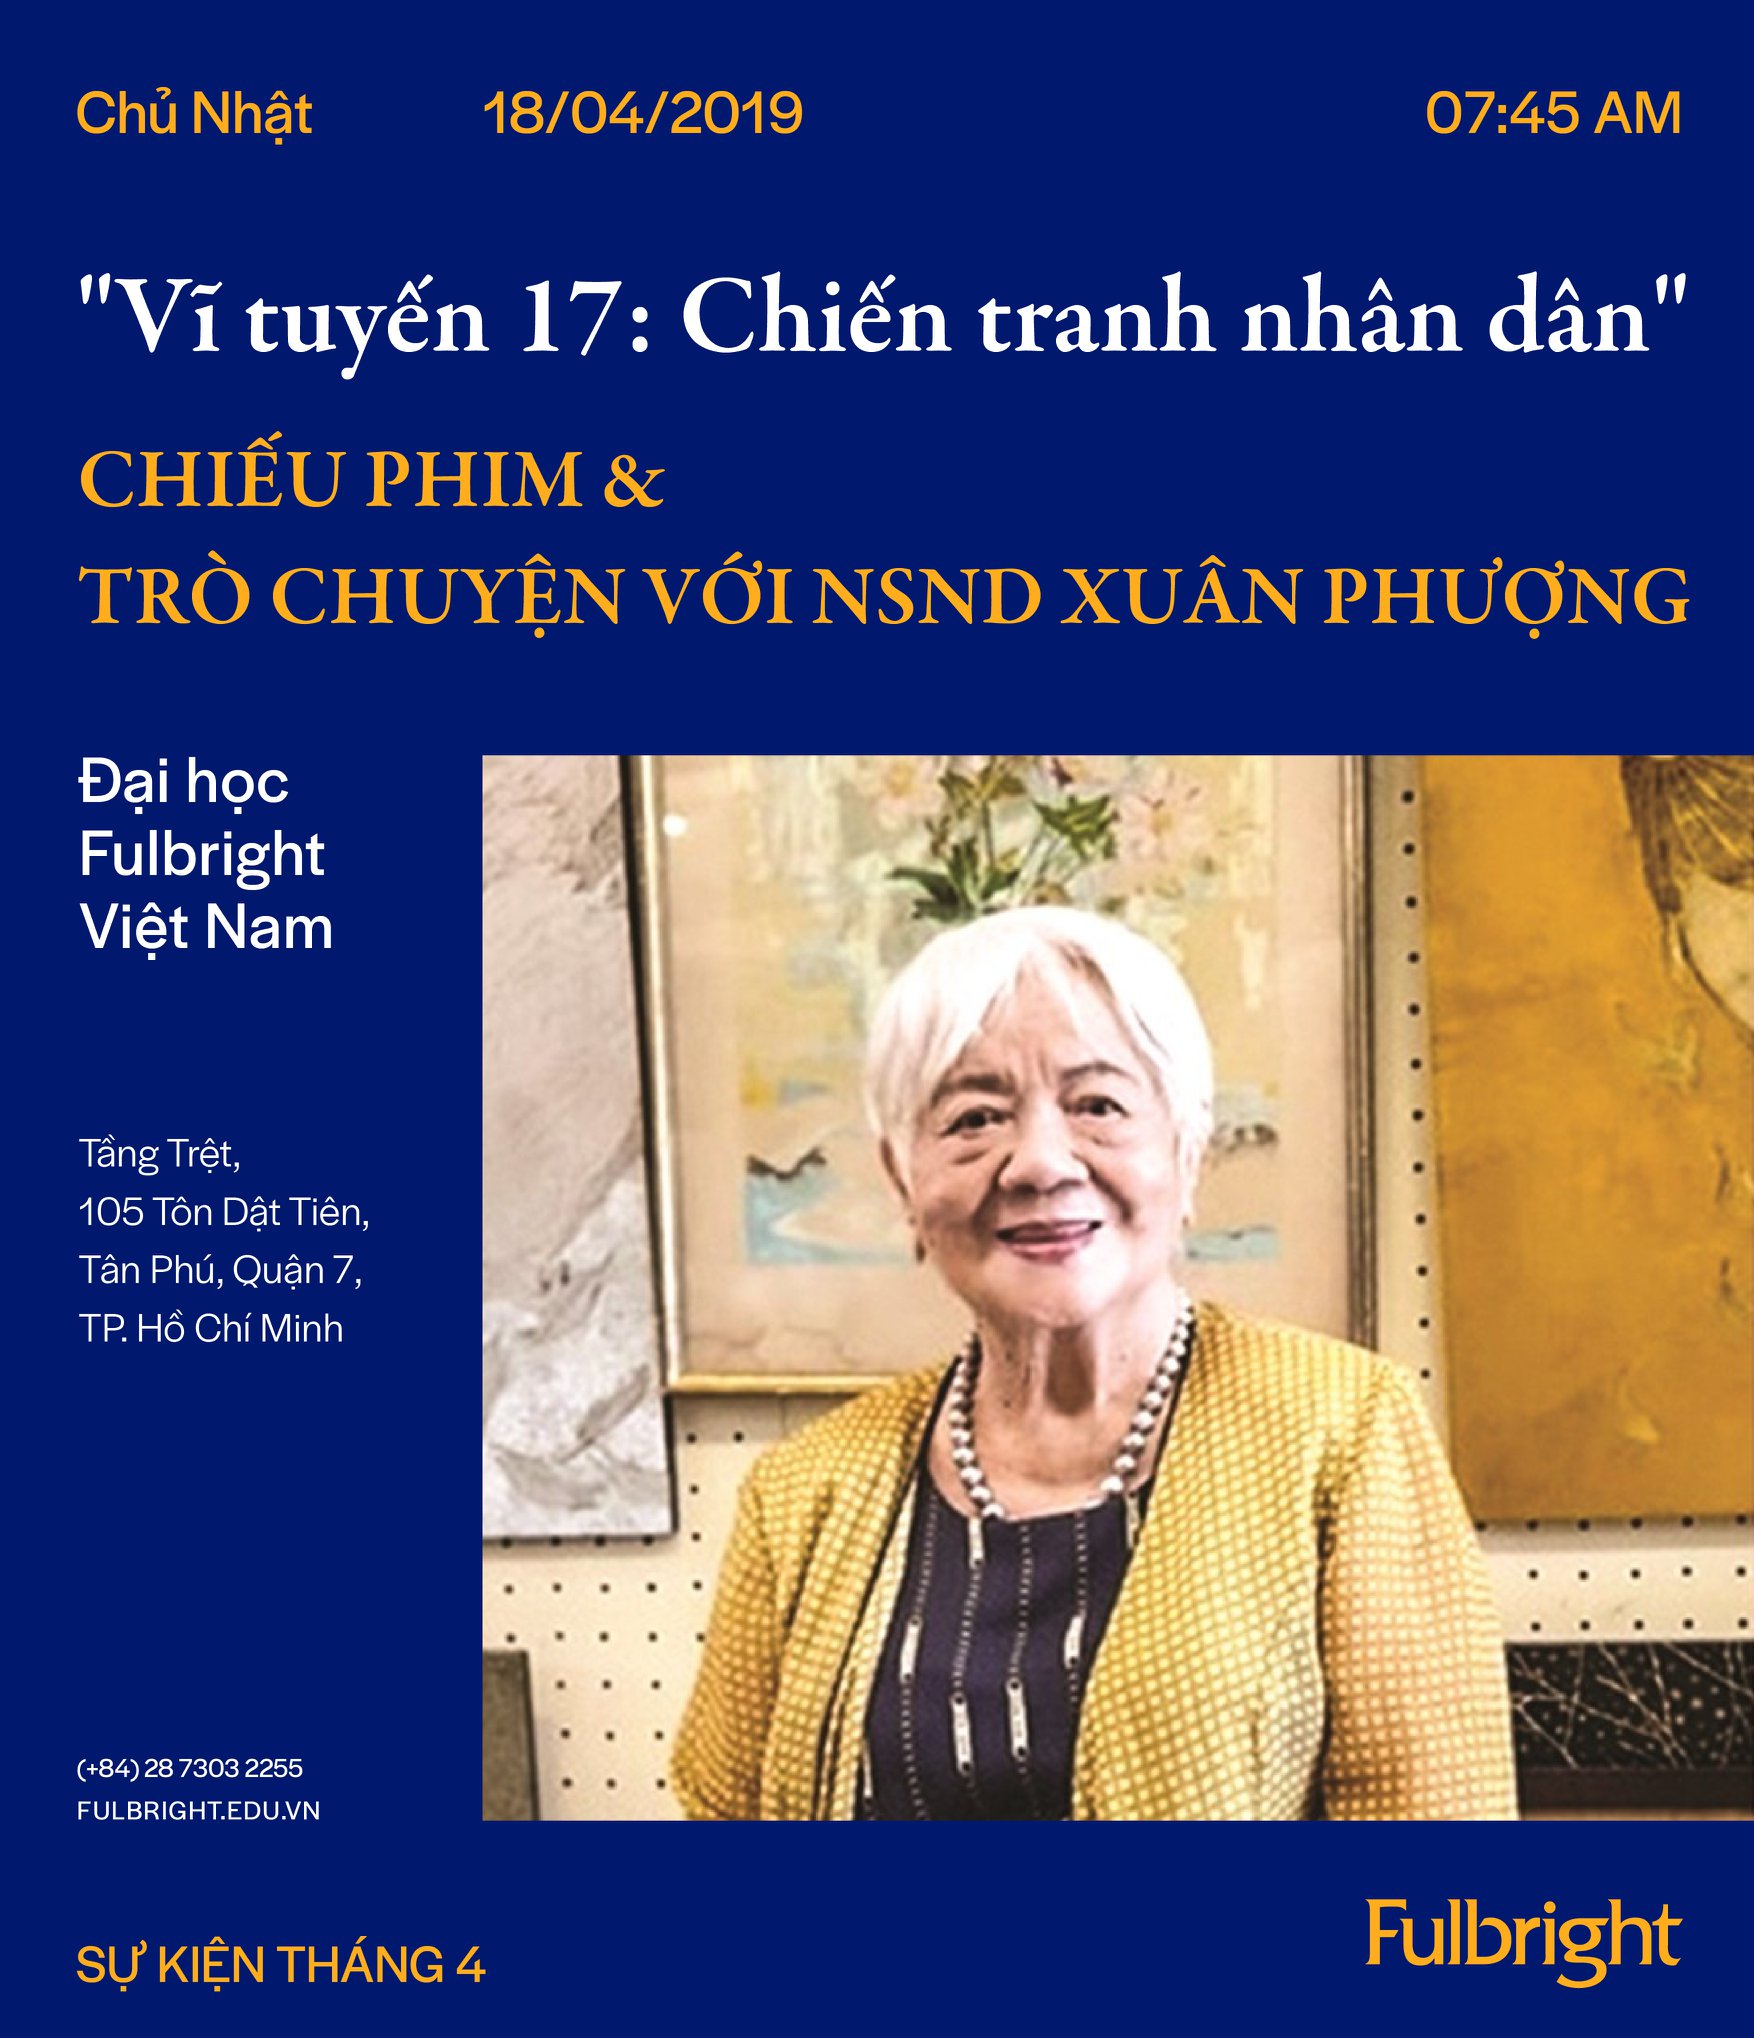 Chủ Nhật 18/04/2019 07:45 AM
"Vĩ tuyến 17: Chiến tranh nhân dân"
CHIẾU PHIM &
TRÒ CHUYỆN VỚI NSND XUÂN PHƯỢNG
Đại học
Fulbright
Việt Nam
Tầng Trệt,
105 Tôn Dật Tiên,
Tân Phú, Quận 7,
TP. Hồ Chí Minh
(+84) 28 7303 2255
FULBRIGHT.EDU.VN
SỰ KIỆN THÁNG 4
Fulbright